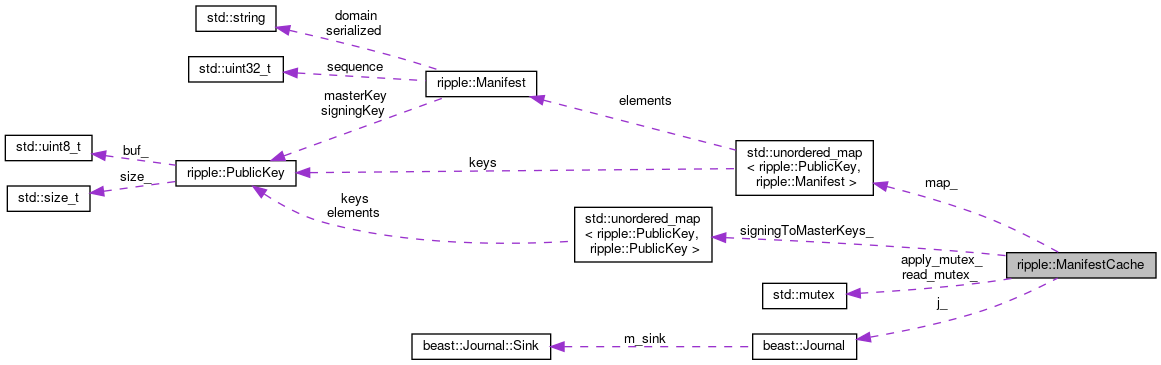 std::string
domain
serialized
std::uint32_t
sequence
ripple::Manifest
masterKey
signingKey
elements
std::uint8_t
buf_
std::unordered_map
< ripple::PublicKey,
ripple::Manifest >
keys
ripple::PublicKey
size_
std::size_t
map_
keys
elements
std::unordered_map
< ripple::PublicKey,
ripple::PublicKey >
signingToMasterKeys_
ripple::ManifestCache
apply_mutex_
read_mutex_
std::mutex
j_
beast::Journal::Sink
m_sink
beast::Journal